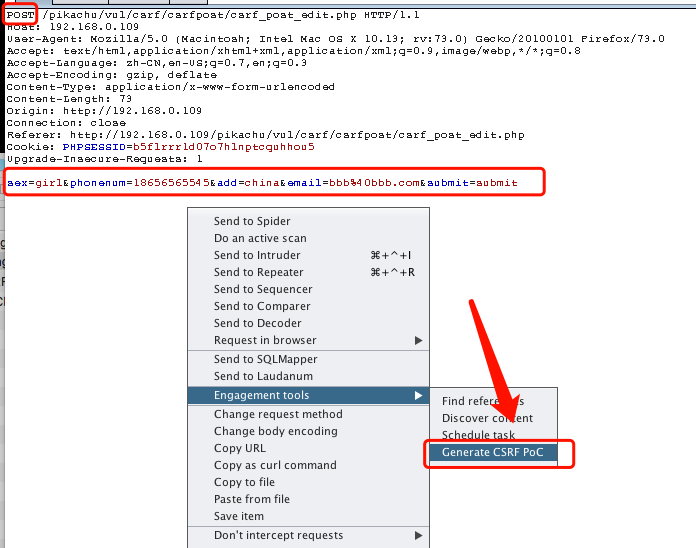 POST /pikachu/vul/carf/carfpost/carf_post_edit.php HTTP/1.1
Host: 192.168.0.109
User-Agent: Mozilla/5.0 (Macintosh; Intel Mac OS X 10.13; rv:73.0) Gecko/20100101 Firefox/73.0
Accept: text/html,application/xhtml+xml,application/xml;q=0.9,image/webp,*/*;q=0.8
Accept-Language: zh-CN,en-US;q=0.7,en;q=0.3
Accept-Encoding: gzip, deflate
Content-Type: application/x-www-form-urlencoded
Content-Length: 73
Origin: http://192.168.0.109
Connection: close
Referer: http://192.168.0.109/pikachu/vul/carf/carfpost/carf_post_edit.php
Cookie: PHPSESSID=b5flrrrld07o7hlnptcquhhou5
Upgrade-Insecure-Requests: 1
sex=girl&phonenum=18656565545&add=china&email=bbb%40bbb.com&submit=submit
Send to Spider
Do an active scan
Send to Intruder ⌘+^+I
Send to Repeater ⌘+^+R
Send to Sequencer
Send to Comparer
Send to Decoder
Request in browser
Send to SQLMapper
Send to Laudanum
Engagement tools
Change request method
Change body encoding
Copy URL
Copy as curl command
Copy to file
Paste from file
Save item
Don't intercept requests
Find references
Discover content
Schedule task
Generate CSRF PoC